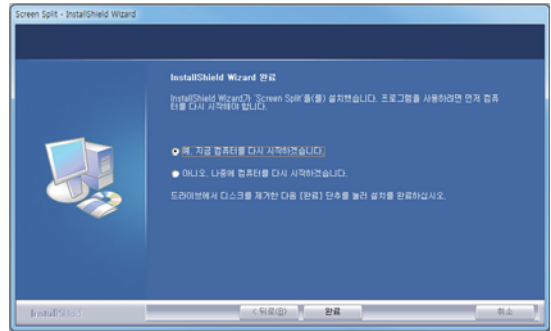 Screen Split - InstallShield Wizard
InstallShield Wizard 완료
InstallShield Wizard가 'Screen Split'을(를) 설치했습니다. 프로그램을 사용하려면 먼저 컴퓨
터를 다시 시작해야 합니다.
예, 지금 컴퓨터를 다시 시작하겠습니다.
아니오, 나중에 컴퓨터를 다시 시작하겠습니다.
드라이브에서 디스크를 제거한 다음 [완료] 단추를 눌러 설치를 완료하십시오.
InstallShield
< 뒤로(B) 완료 취소